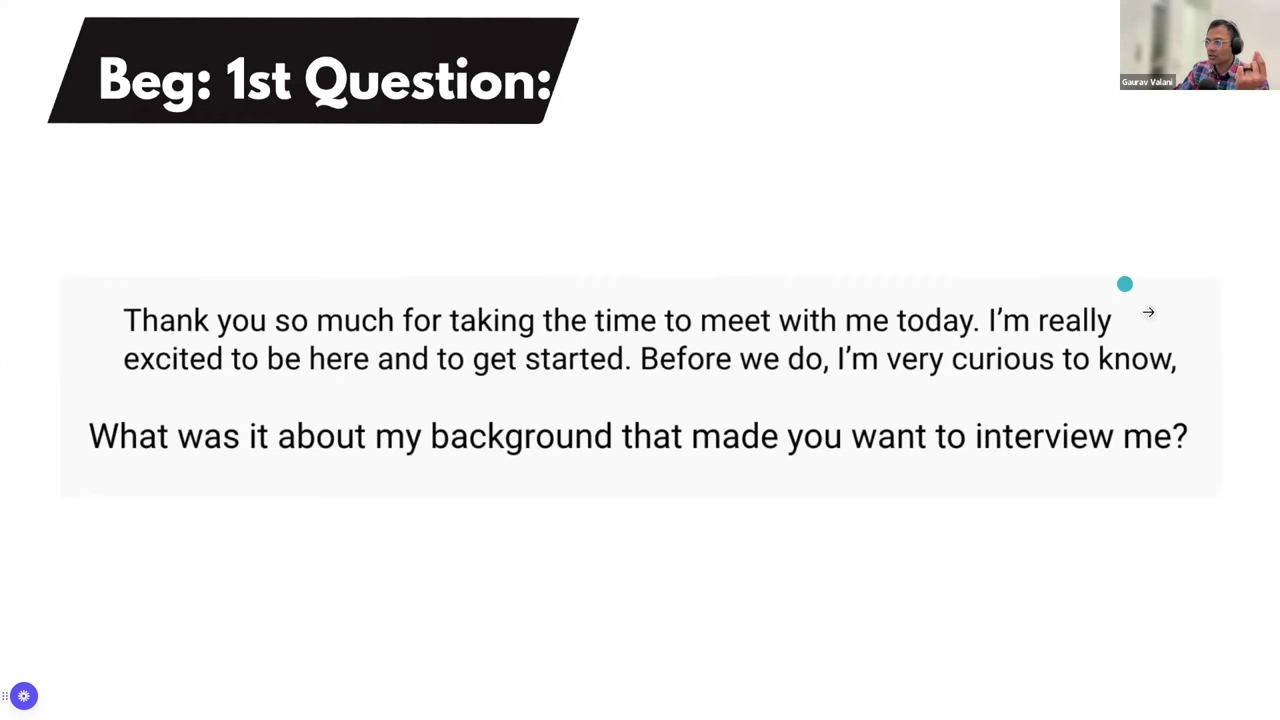 Beg: 1st Question:
Gaurav Valani
Thank you so much for taking the time to meet with me today. I’m really
excited to be here and to get started. Before we do, I’m very curious to know,
What was it about my background that made you want to interview me?